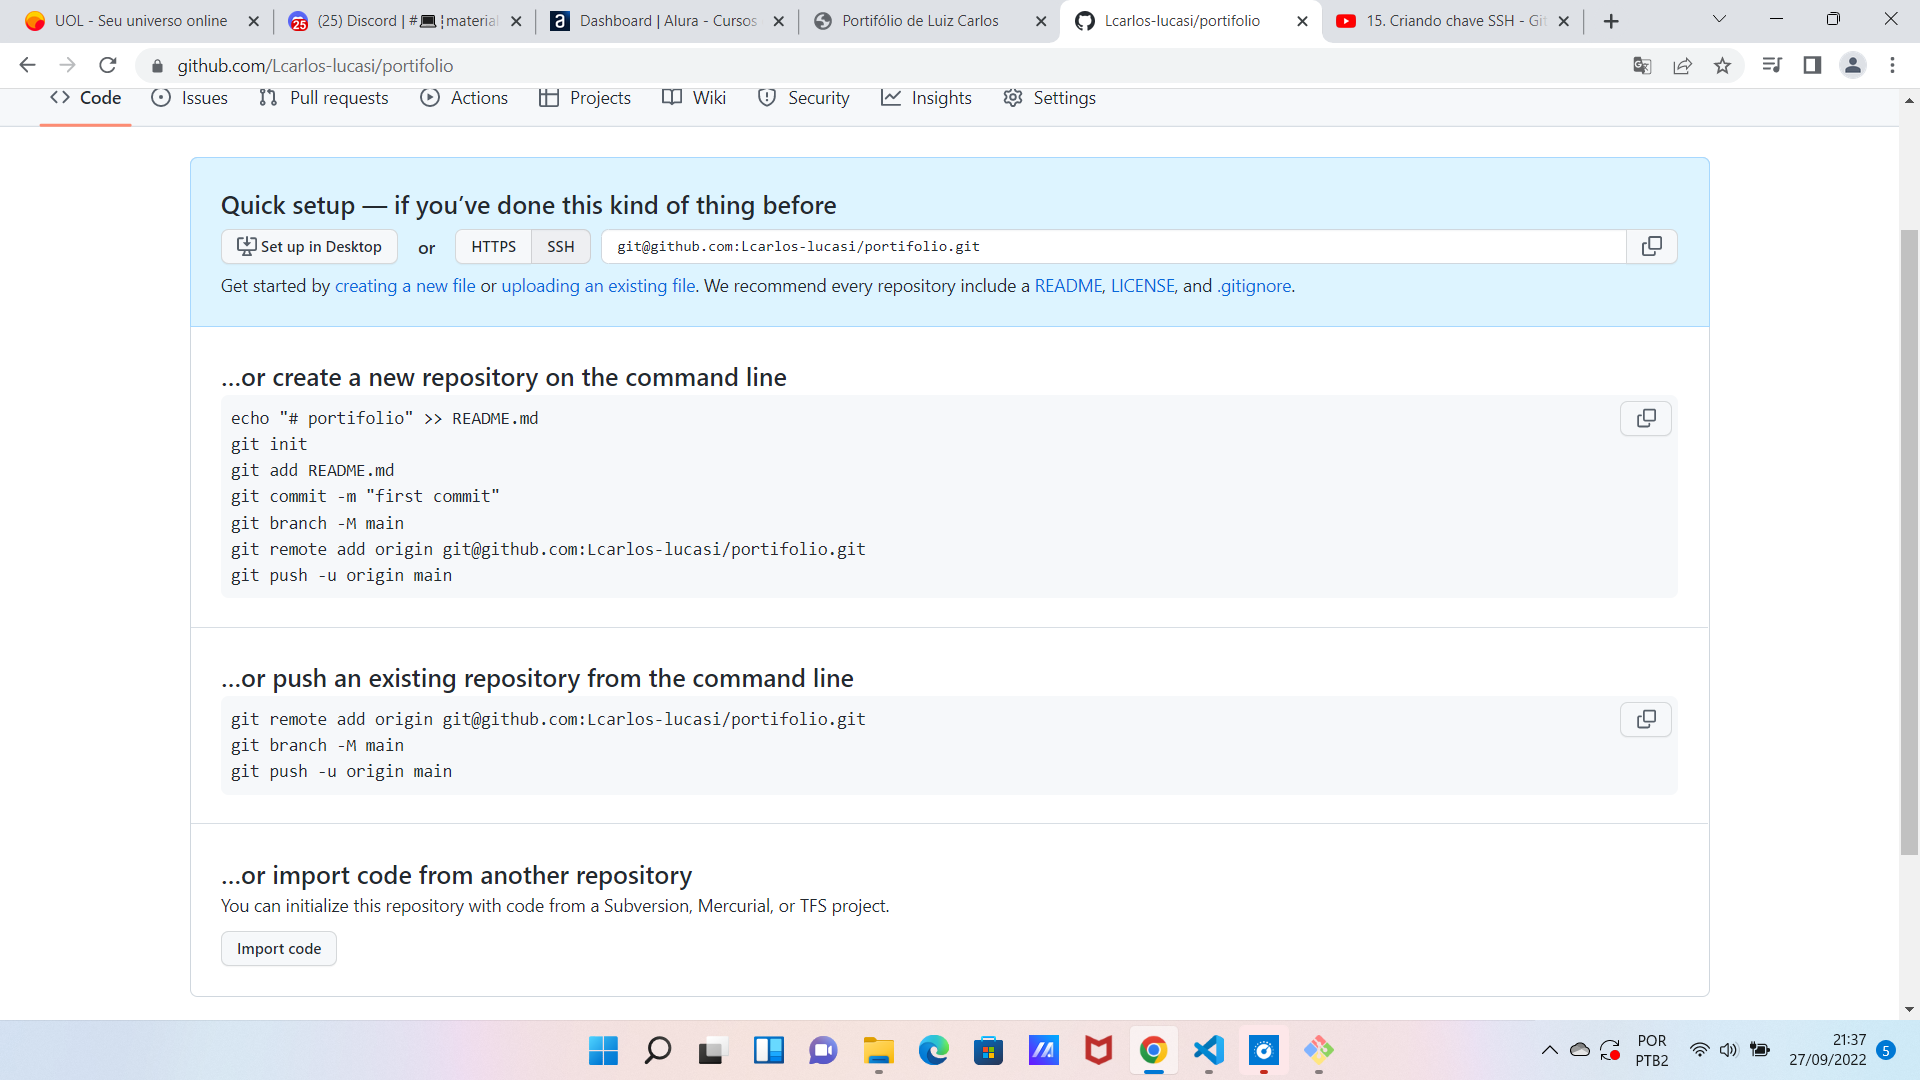 UOL - Seu universo online
(25) Discord | #💻¦material
Dashboard | Alura - Cursos
Portifólio de Luiz Carlos
Lcarlos-lucasi/portifolio
15. Criando chave SSH - Git
github.com/Lcarlos-lucasi/portifolio
Code
Issues
Pull requests
Actions
Projects
Wiki
Security
Insights
Settings
Quick setup — if you’ve done this kind of thing before
Set up in Desktop
or
HTTPS
SSH
git@github.com:Lcarlos-lucasi/portifolio.git
Get started by creating a new file or uploading an existing file. We recommend every repository include a README, LICENSE, and .gitignore.
…or create a new repository on the command line
echo "# portifolio" >> README.md
git init
git add README.md
git commit -m "first commit"
git branch -M main
git remote add origin git@github.com:Lcarlos-lucasi/portifolio.git
git push -u origin main
…or push an existing repository from the command line
git remote add origin git@github.com:Lcarlos-lucasi/portifolio.git
git branch -M main
git push -u origin main
…or import code from another repository
You can initialize this repository with code from a Subversion, Mercurial, or TFS project.
Import code
POR
PTB2
21:37
27/09/2022
5